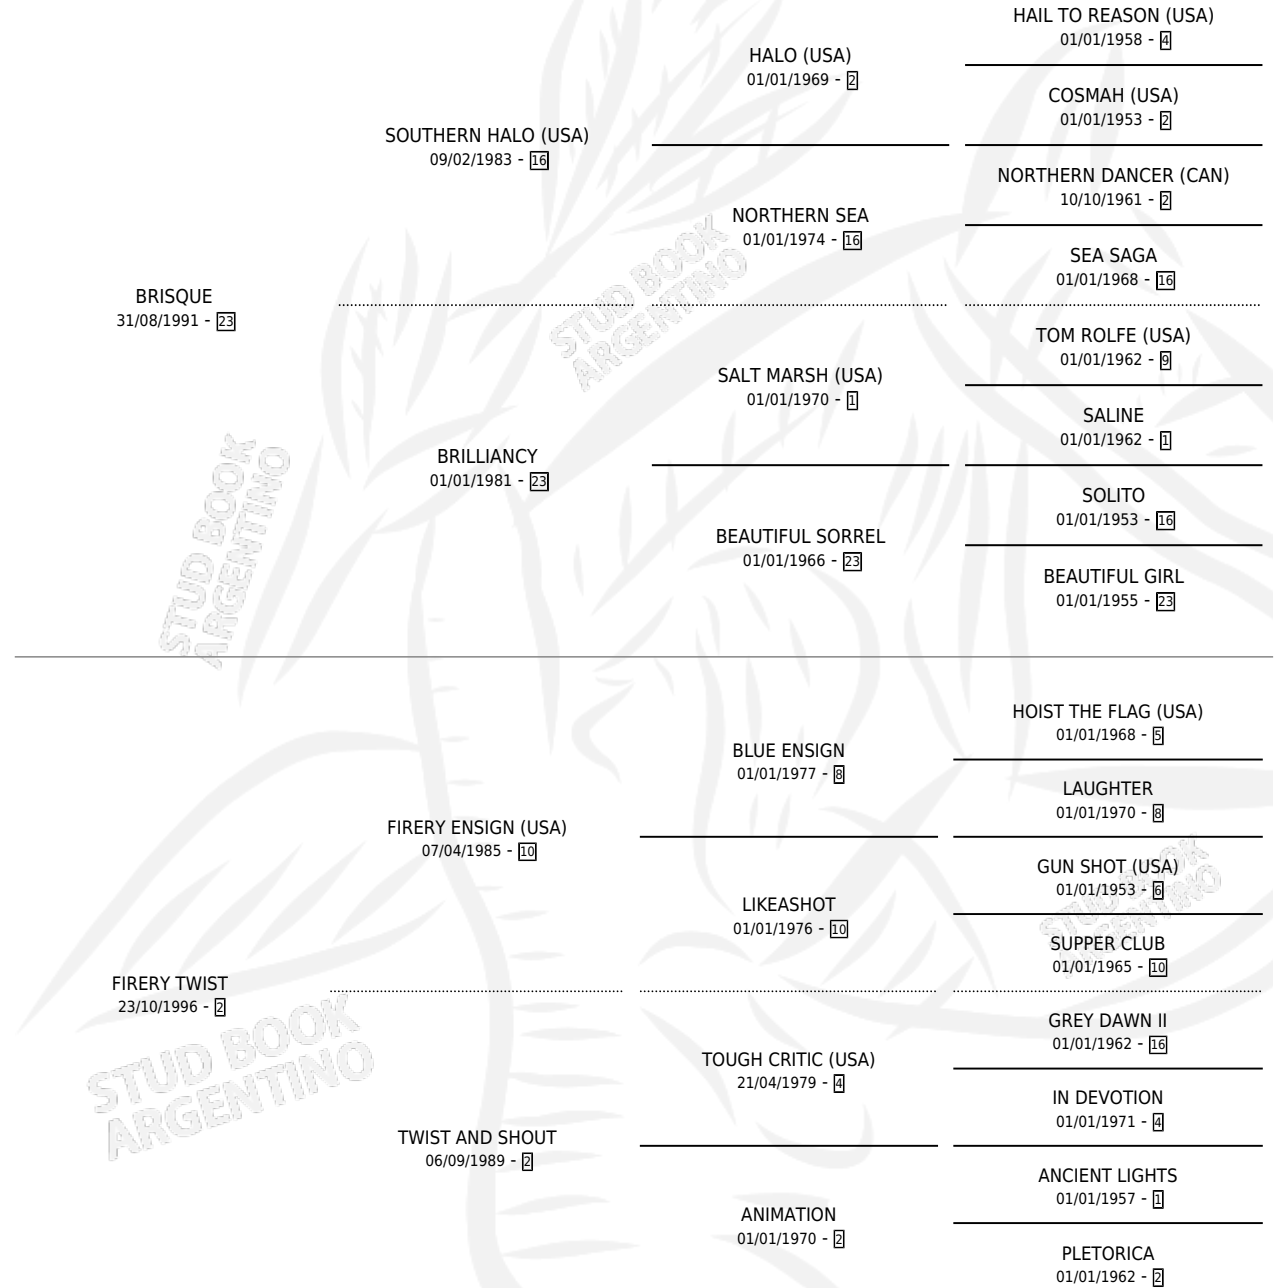 HAIL TO REASON (USA)
01/01/1958 - 4
HALO (USA)
01/01/1969 - 2
COSMAH (USA)
01/01/1953 - 2
SOUTHERN HALO (USA)
09/02/1983 - 16
NORTHERN DANCER (CAN)
10/10/1961 - 2
NORTHERN SEA
01/01/1974 - 16
SEA SAGA
01/01/1968 - 16
BRISQUE
31/08/1991 - 23
STUD BOOK
ARGENTINO
TOM ROLFE (USA)
01/01/1962 - 9
SALT MARSH (USA)
01/01/1970 - 1
SALINE
01/01/1962 - 1
BRILLIANCY
01/01/1981 - 23
SOLITO
01/01/1953 - 16
BEAUTIFUL SORREL
01/01/1966 - 23
BEAUTIFUL GIRL
01/01/1955 - 23
STUD BOOK
ARGENTINO
HOIST THE FLAG (USA)
01/01/1968 - 5
BLUE ENSIGN
01/01/1977 - 8
LAUGHTER
01/01/1970 - 8
FIRERY ENSIGN (USA)
07/04/1985 - 10
GUN SHOT (USA)
01/01/1953 - 6
LIKEASHOT
01/01/1976 - 10
SUPPER CLUB
01/01/1965 - 10
STUD BOOK
ARGENTINO
FIRERY TWIST
23/10/1996 - 2
GREY DAWN II
01/01/1962 - 16
TOUGH CRITIC (USA)
21/04/1979 - 4
IN DEVOTION
01/01/1971 - 4
STUD BOOK
ARGENTINO
TWIST AND SHOUT
06/09/1989 - 2
ANCIENT LIGHTS
01/01/1957 - 1
ANIMATION
01/01/1970 - 2
PLETORICA
01/01/1962 - 2